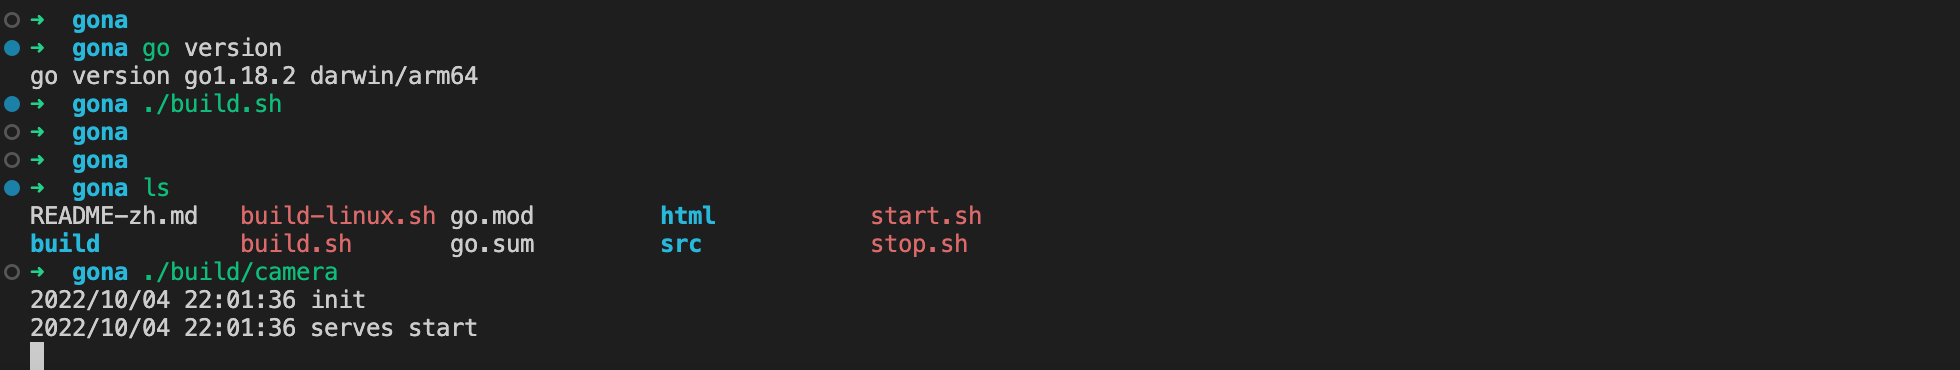 ➜  gona
➜  gona go version
go version go1.18.2 darwin/arm64
➜  gona ./build.sh
➜  gona
➜  gona
➜  gona ls
README-zh.md   build-linux.sh go.mod         html           start.sh
build          build.sh       go.sum         src            stop.sh
➜  gona ./build/camera
2022/10/04 22:01:36 init
2022/10/04 22:01:36 serves start